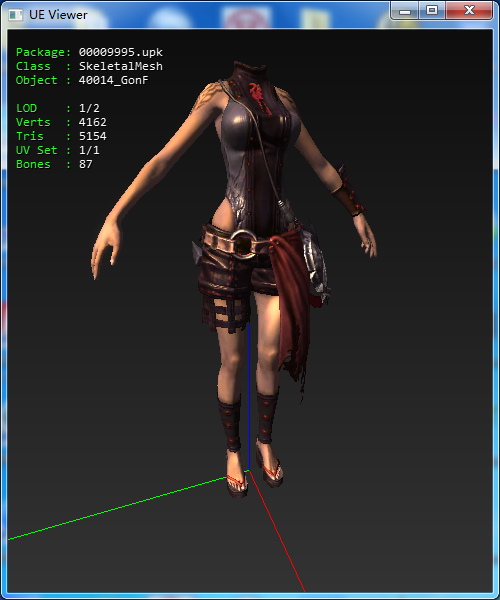 UE Viewer
Package: 00009995.upk
Class : SkeletalMesh
Object : 40014_GonF
LOD : 1/2
Verts : 4162
Tris : 5154
UV Set : 1/1
Bones : 87